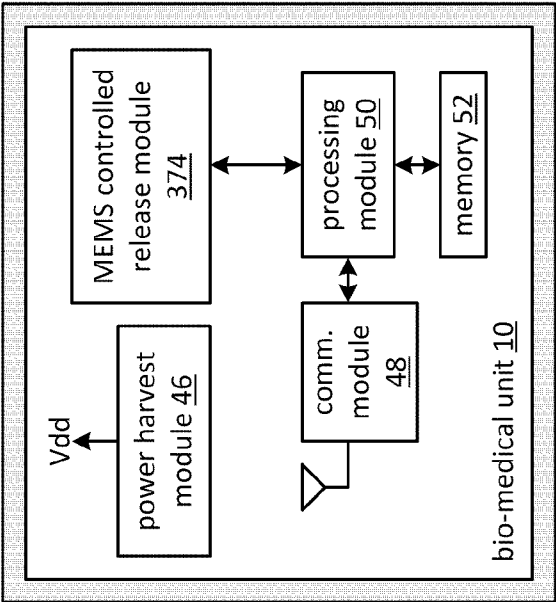 Vdd
power harvest
module 46
MEMS controlled
release module
374
comm.
module
48
processing
module 50
memory 52
bio-medical unit 10